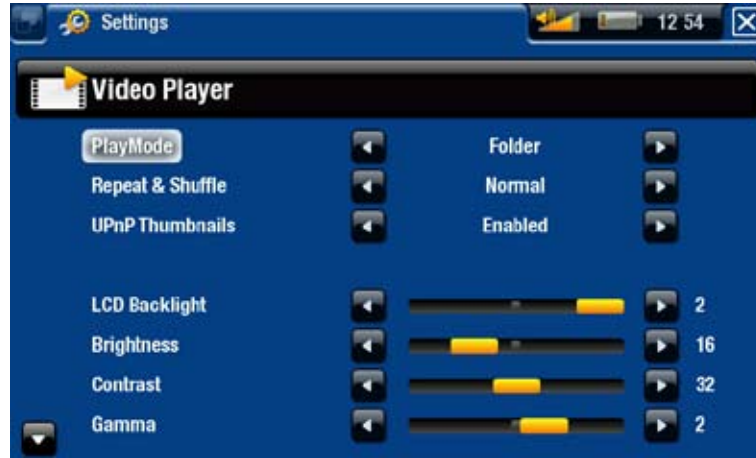 Settings 12 54
Video Player
PlayMode Folder
Repeat & Shuffle Normal
UPnP Thumbnails Enabled
LCD Backlight 2
Brightness 16
Contrast 32
Gamma 2